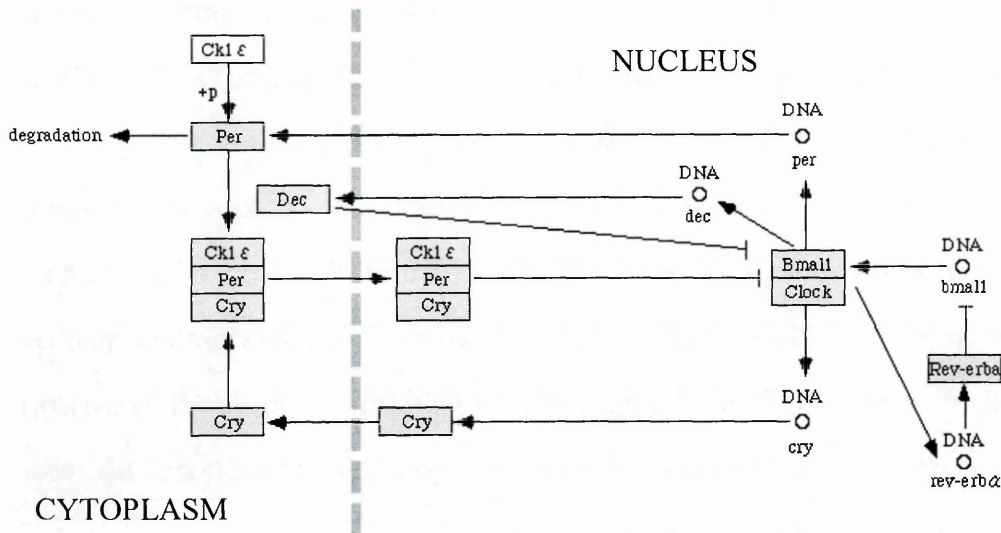 Ck1 ε
NUCLEUS
+p
DNA
degradation
Per
per
DNA
Dec
dec
Ck1 ε
Per
Cry
Ck1 ε
Per
Cry
Bmal1
Clock
DNA
bmal1
Rev-erba
Cry
Cry
DNA
cry
DNA
rev-erbα
CYTOPLASM